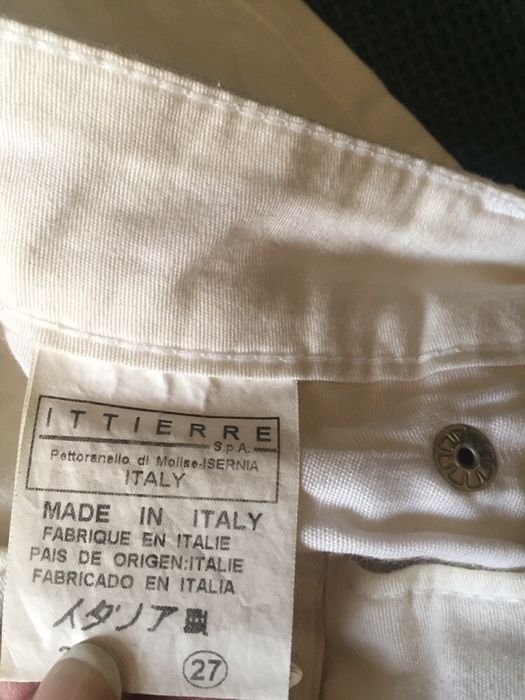 ITTIERRE
S.p.A.
Pettoranello di Molise-ISERNIA
ITALY
MADE IN ITALY
FABRIQUE EN ITALIE
PAIS DE ORIGEN:ITALIE
FABRICADO EN ITALIA
イタリア製
27